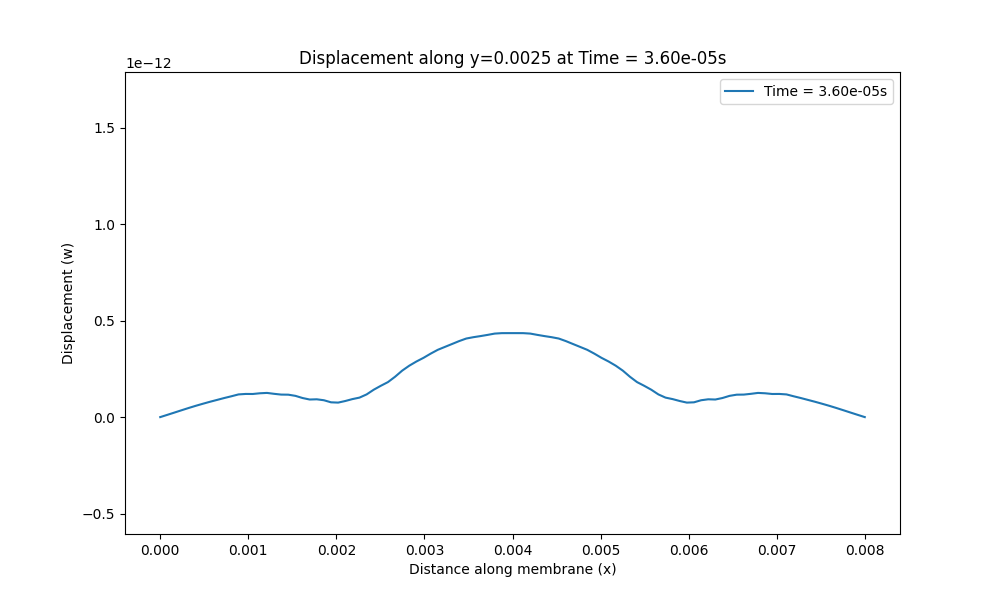 Displacement along y=0.0025 at Time = 3.60e-05s
1e−12
Time = 3.60e-05s
1.5
1.0
0.5
0.0
−0.5
Displacement (w)
0.000 0.001 0.002 0.003 0.004 0.005 0.006 0.007 0.008
Distance along membrane (x)